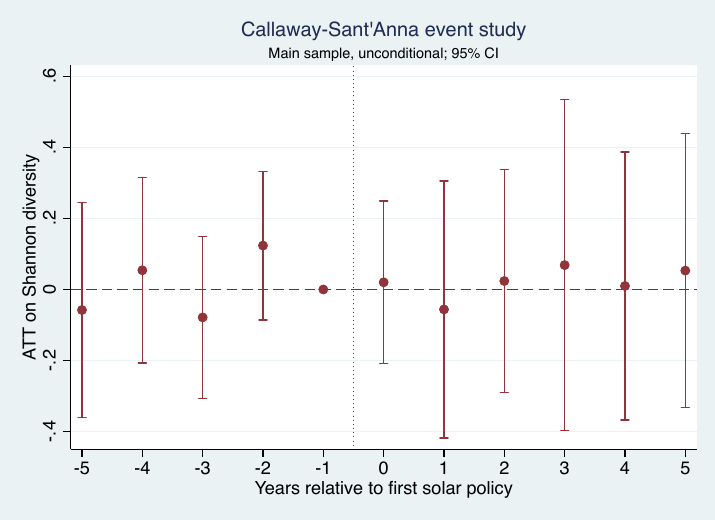 Callaway-Sant'Anna event study
Main sample, unconditional; 95% CI
ATT on Shannon diversity
.6
.4
.2
0
-.2
-.4
-5 -4 -3 -2 -1 0 1 2 3 4 5
Years relative to first solar policy